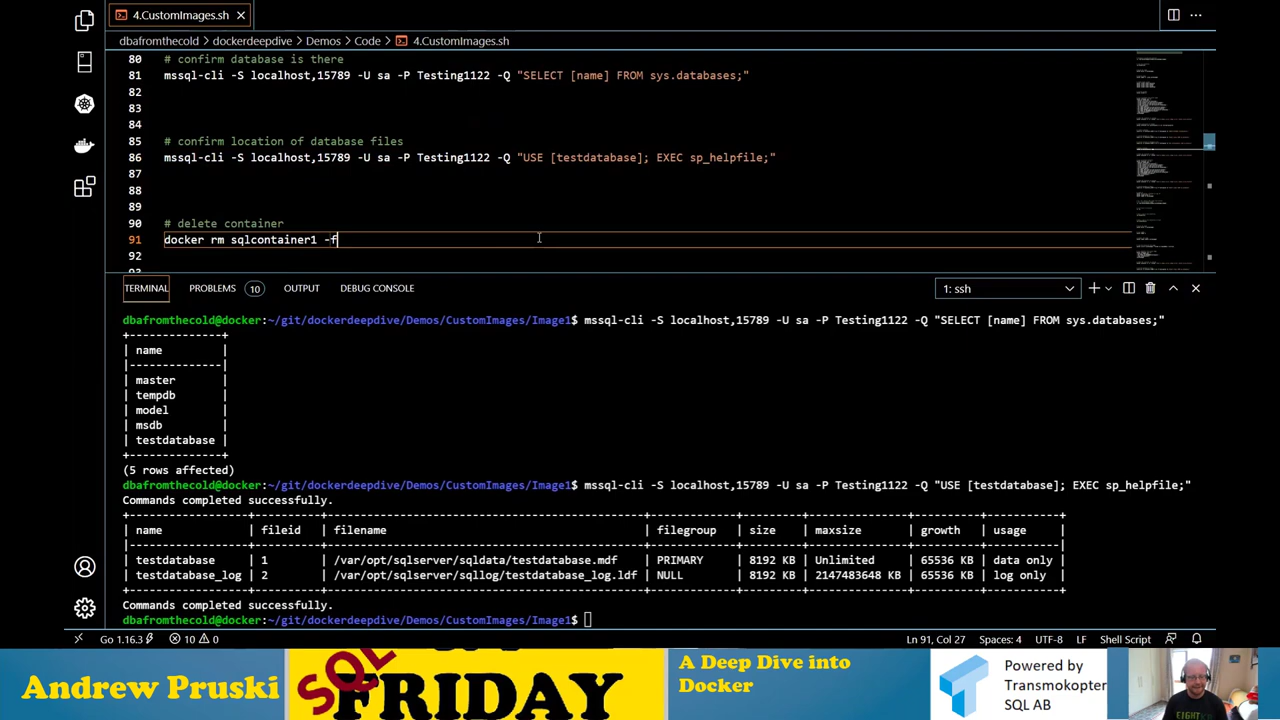 4.CustomImages.sh
dbafromthecold > dockerdeepdive > Demos > Code > 4.CustomImages.sh
80 # confirm database is there
81 mssql-cli -S localhost,15789 -U sa -P Testing1122 -Q "SELECT [name] FROM sys.databases;"
82
83
84
85 # confirm location of database files
86 mssql-cli -S localhost,15789 -U sa -P Testing1122 -Q "USE [testdatabase]; EXEC sp_helpfile;"
87
88
89
90 # delete container
91 docker rm sqlcontainer1 -f
92
93
TERMINAL PROBLEMS 10 OUTPUT DEBUG CONSOLE 1: ssh
dbafromthecold@docker:~/git/dockerdeepdive/Demos/CustomImages/Image1$ mssql-cli -S localhost,15789 -U sa -P Testing1122 -Q "SELECT [name] FROM sys.databases;"
+--------------+
| name |
|--------------|
| master |
| tempdb |
| model |
| msdb |
| testdatabase |
+--------------+
(5 rows affected)
dbafromthecold@docker:~/git/dockerdeepdive/Demos/CustomImages/Image1$ mssql-cli -S localhost,15789 -U sa -P Testing1122 -Q "USE [testdatabase]; EXEC sp_helpfile;"
Commands completed successfully.
| name | fileid | filename | filegroup | size | maxsize | growth | usage |
| testdatabase | 1 | /var/opt/sqlserver/sqldata/testdatabase.mdf | PRIMARY | 8192 KB | Unlimited | 65536 KB | data only |
| testdatabase_log | 2 | /var/opt/sqlserver/sqllog/testdatabase_log.ldf | NULL | 8192 KB | 2147483648 KB | 65536 KB | log only |
Commands completed successfully.
dbafromthecold@docker:~/git/dockerdeepdive/Demos/CustomImages/Image1$
Go 1.16.3 10 0 Ln 91, Col 27 Spaces: 4 UTF-8 LF Shell Script
Andrew Pruski
SQL
FRIDAY
A Deep Dive into
Docker
Powered by
Transmokopter
SQL AB